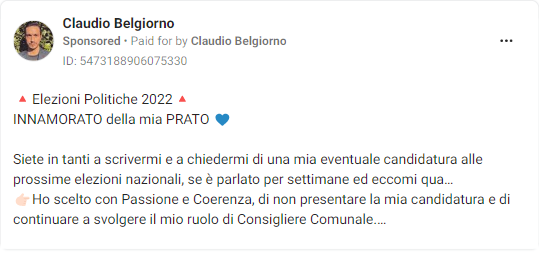 Claudio Belgiorno
Sponsored • Paid for by Claudio Belgiorno
ID: 5473188906075330
🔺Elezioni Politiche 2022🔺
INNAMORATO della mia PRATO 💙
Siete in tanti a scrivermi e a chiedermi di una mia eventuale candidatura alle
prossime elezioni nazionali, se è parlato per settimane ed eccomi qua...
👉🏻Ho scelto con Passione e Coerenza, di non presentare la mia candidatura e di
continuare a svolgere il mio ruolo di Consigliere Comunale....